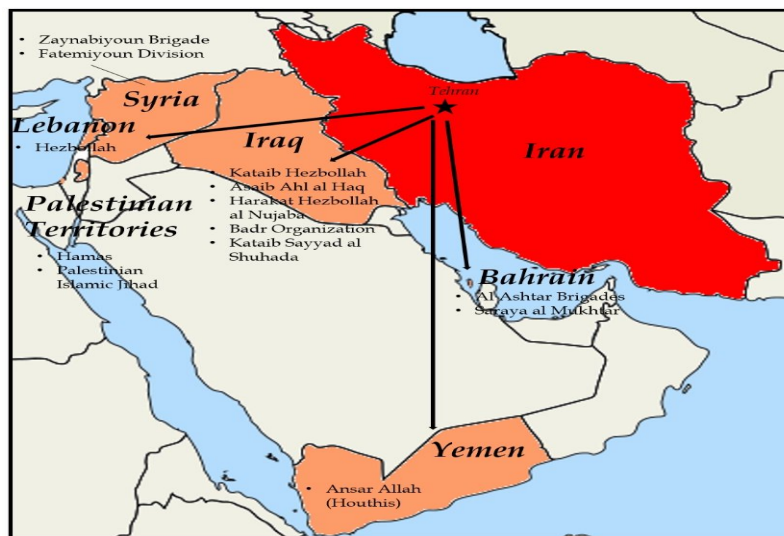 • Zaynabiyoun Brigade
• Fatemiyoun Division
Syria
Lebanon
• Hezbollah
Iraq
• Kataib Hezbollah
• Asaib Ahl al Haq
• Harakat Hezbollah
al Nujaba
• Badr Organization
• Kataib Sayyad al
Shuhada
Tehran
Iran
Palestinian
Territories
• Hamas
• Palestinian
Islamic Jihad
Bahrain
• Al Ashtar Brigades
• Saraya al Mukhtar
Yemen
• Ansar Allah
(Houthis)